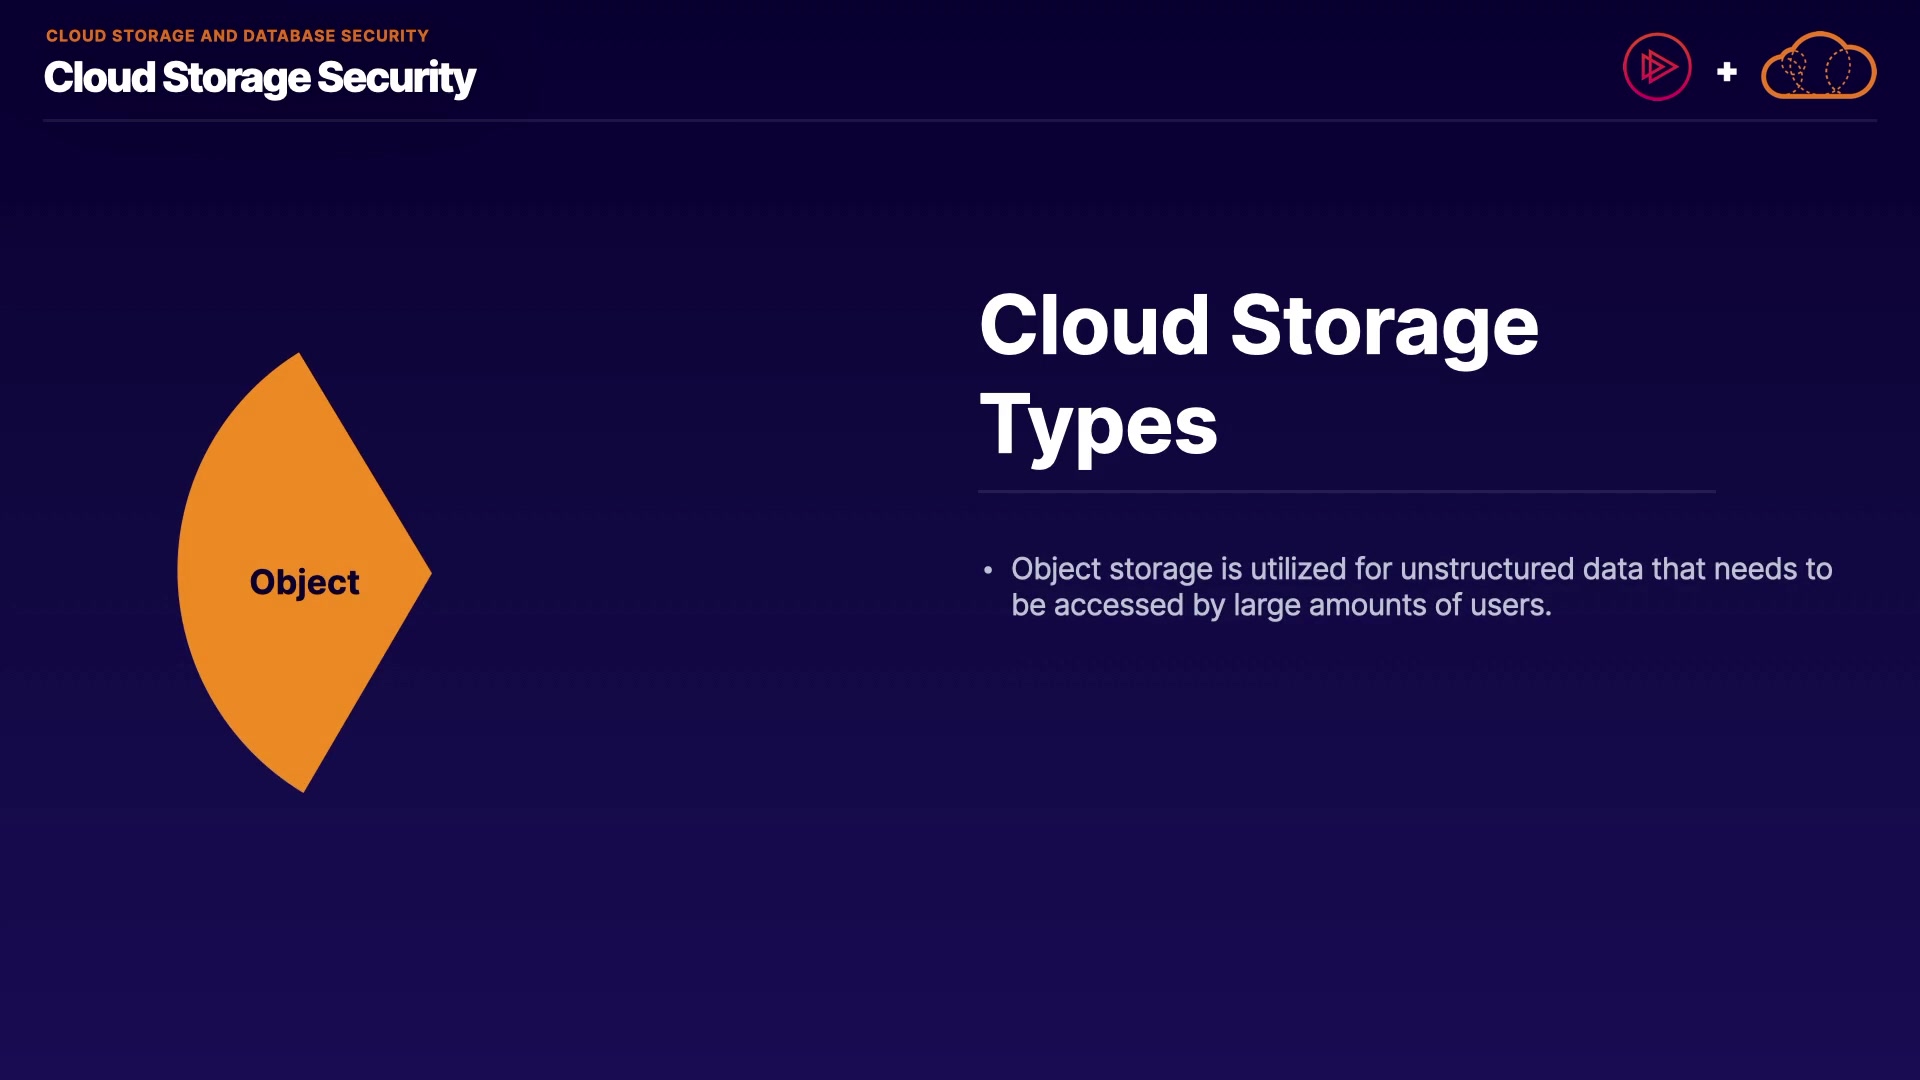 CLOUD STORAGE AND DATABASE SECURITY
Cloud Storage Security
Object
Cloud Storage
Types
• Object storage is utilized for unstructured data that needs to
be accessed by large amounts of users.